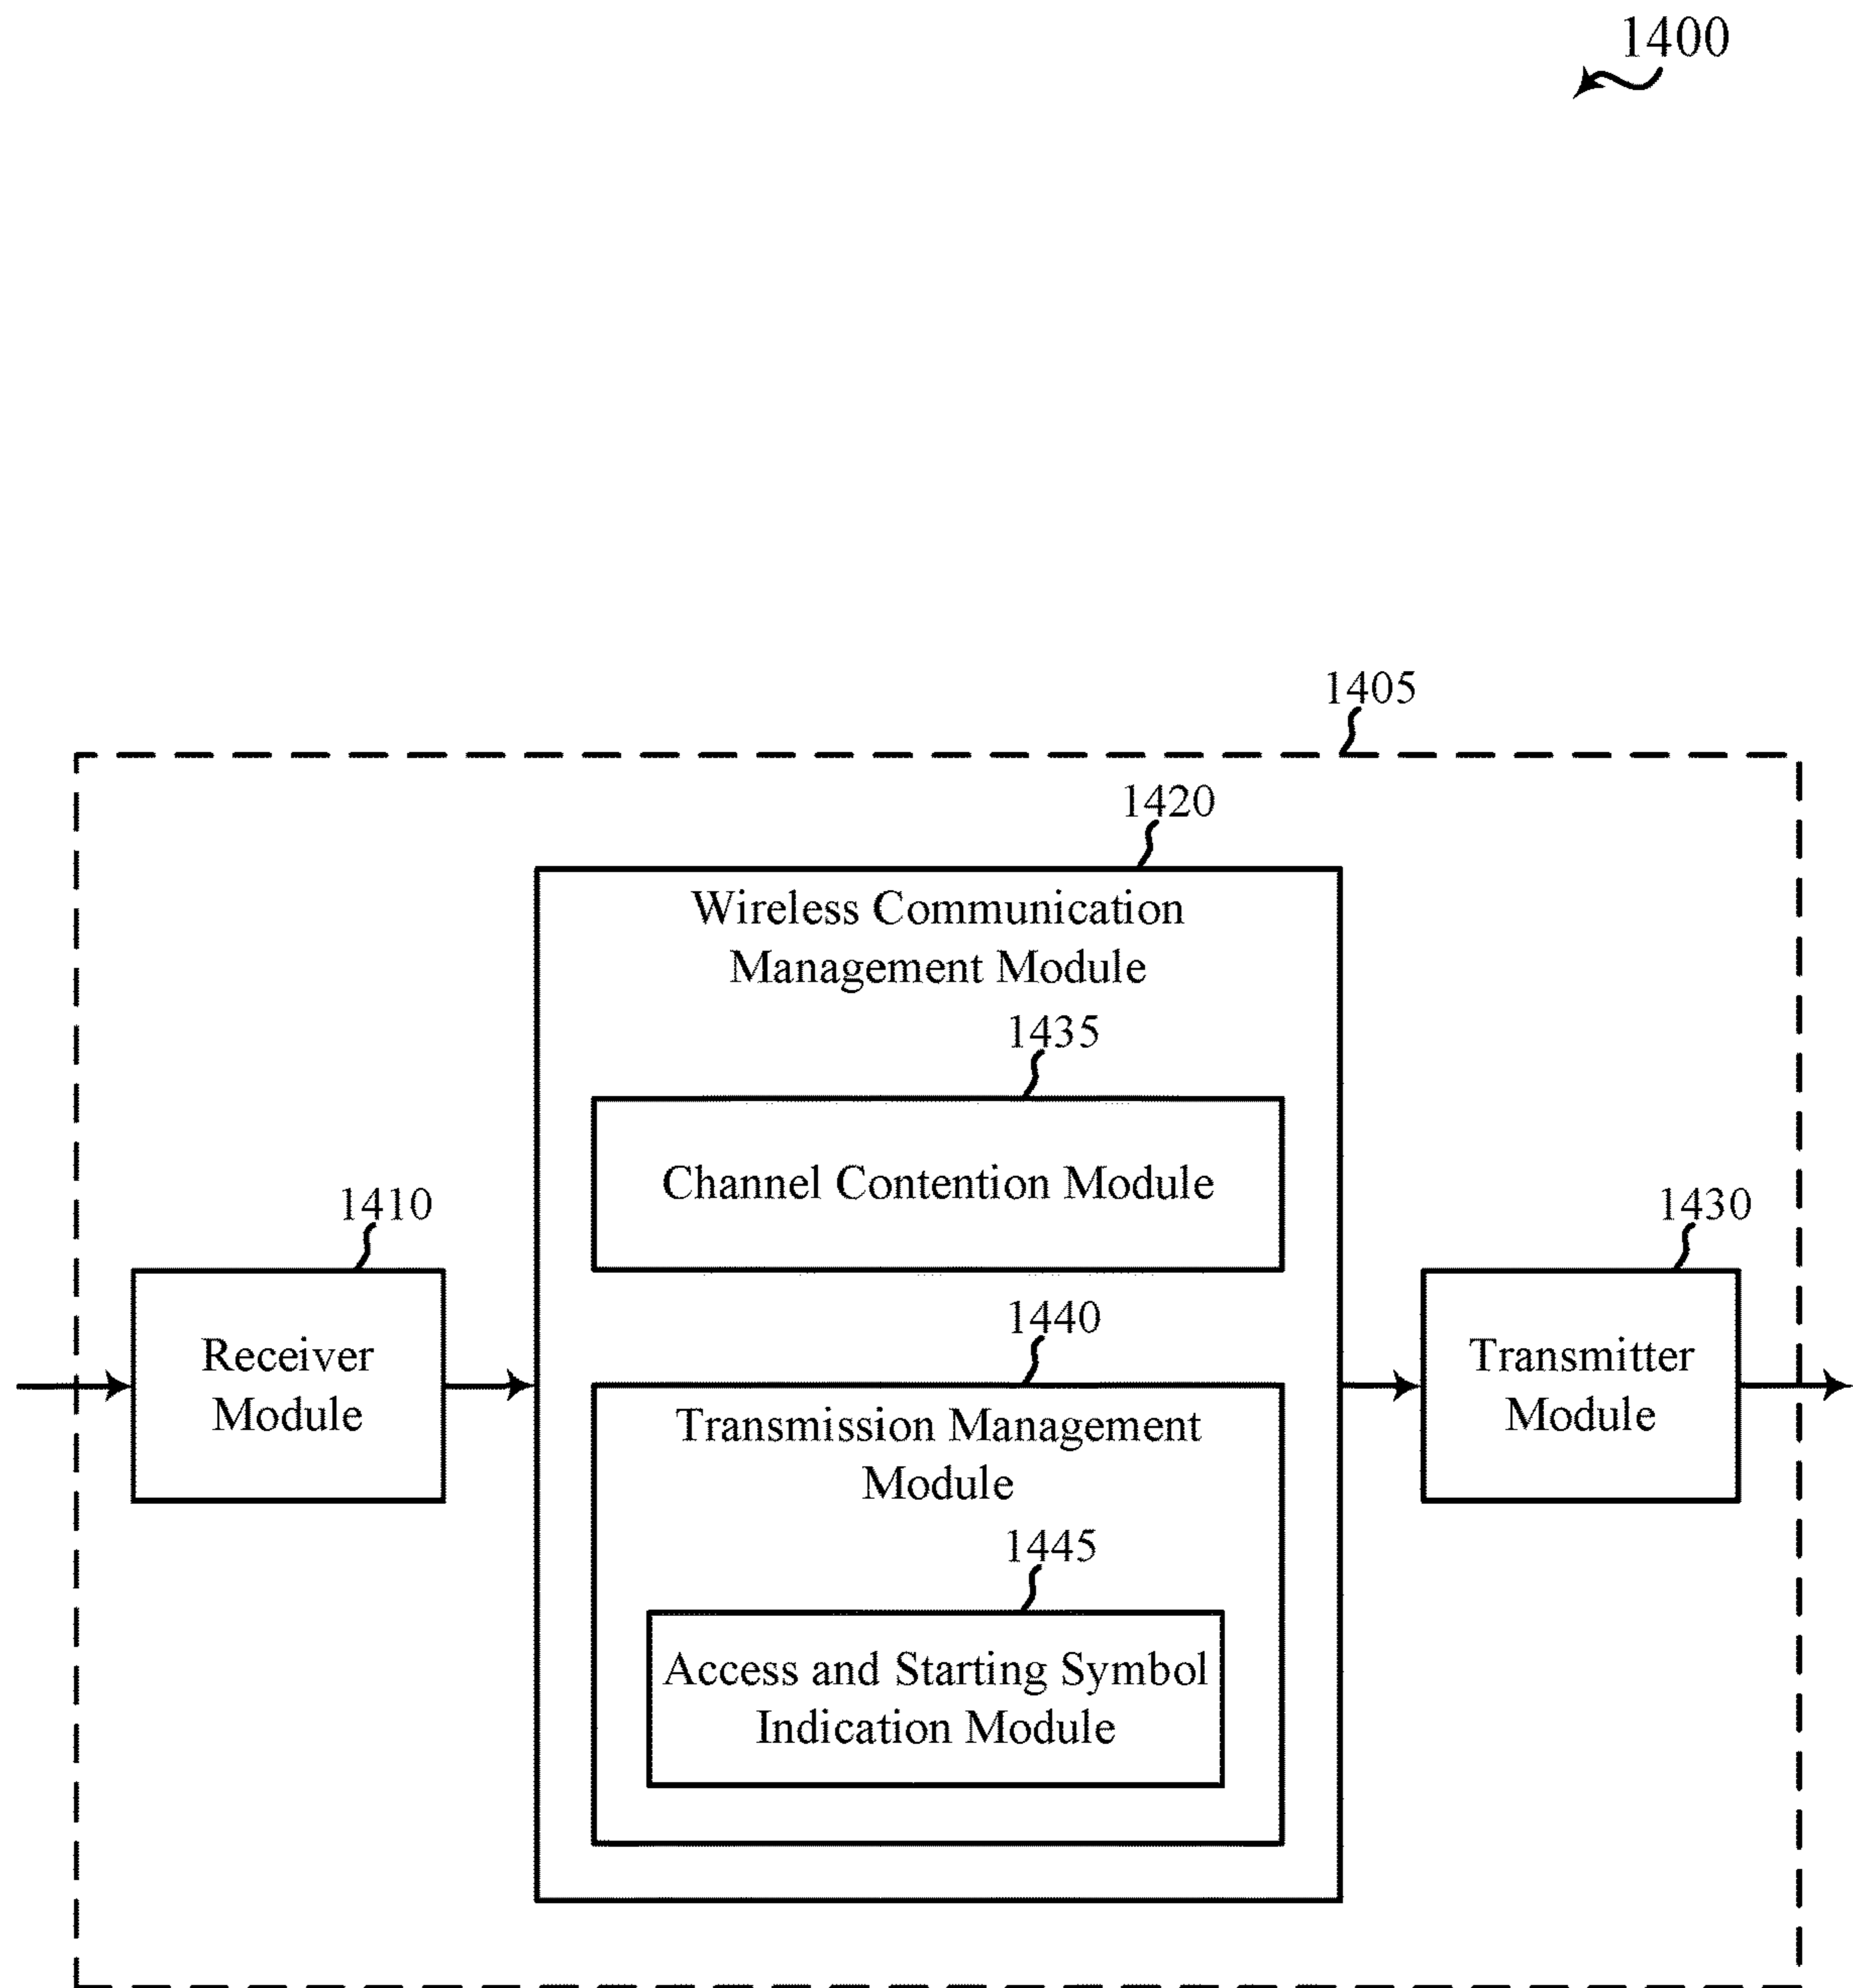 1400
1405
1420
Wireless Communication
Management Module
1435
Channel Contention Module
1410
Receiver
Module
1440
Transmission Management
Module
1445
Access and Starting Symbol
Indication Module
1430
Transmitter
Module